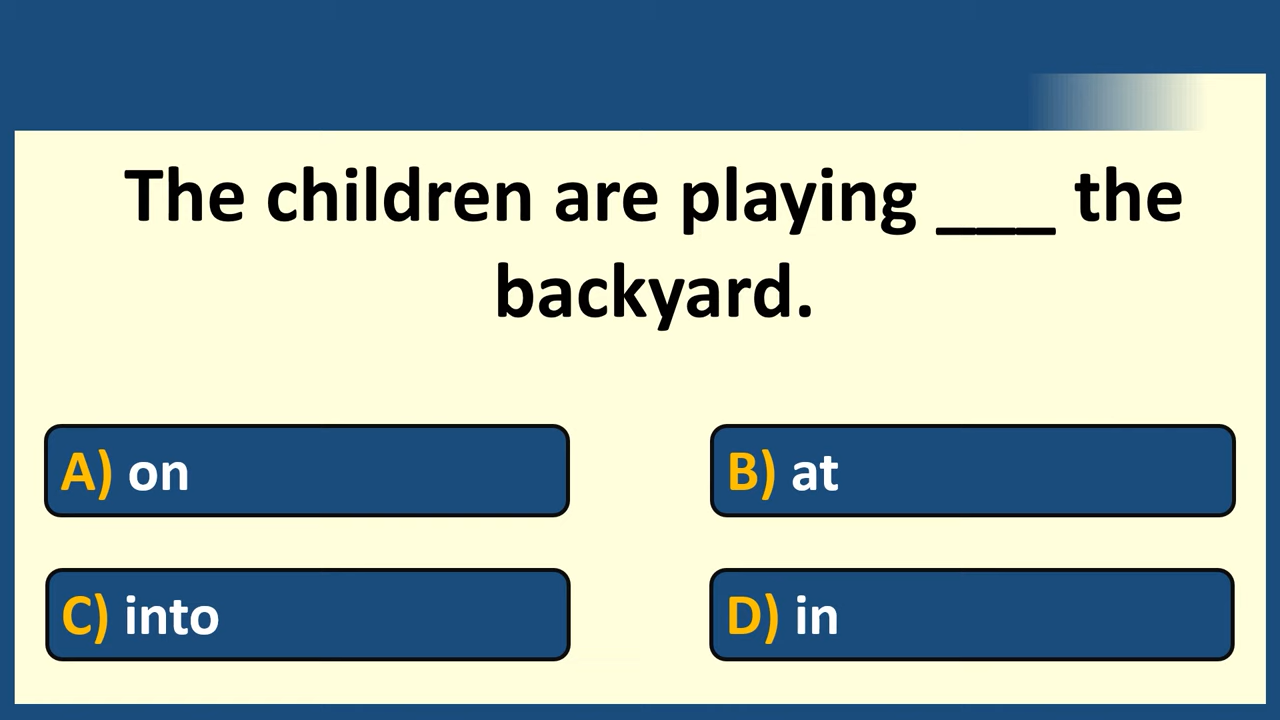 The children are playing ___ the
backyard.
A) on
B) at
C) into
D) in